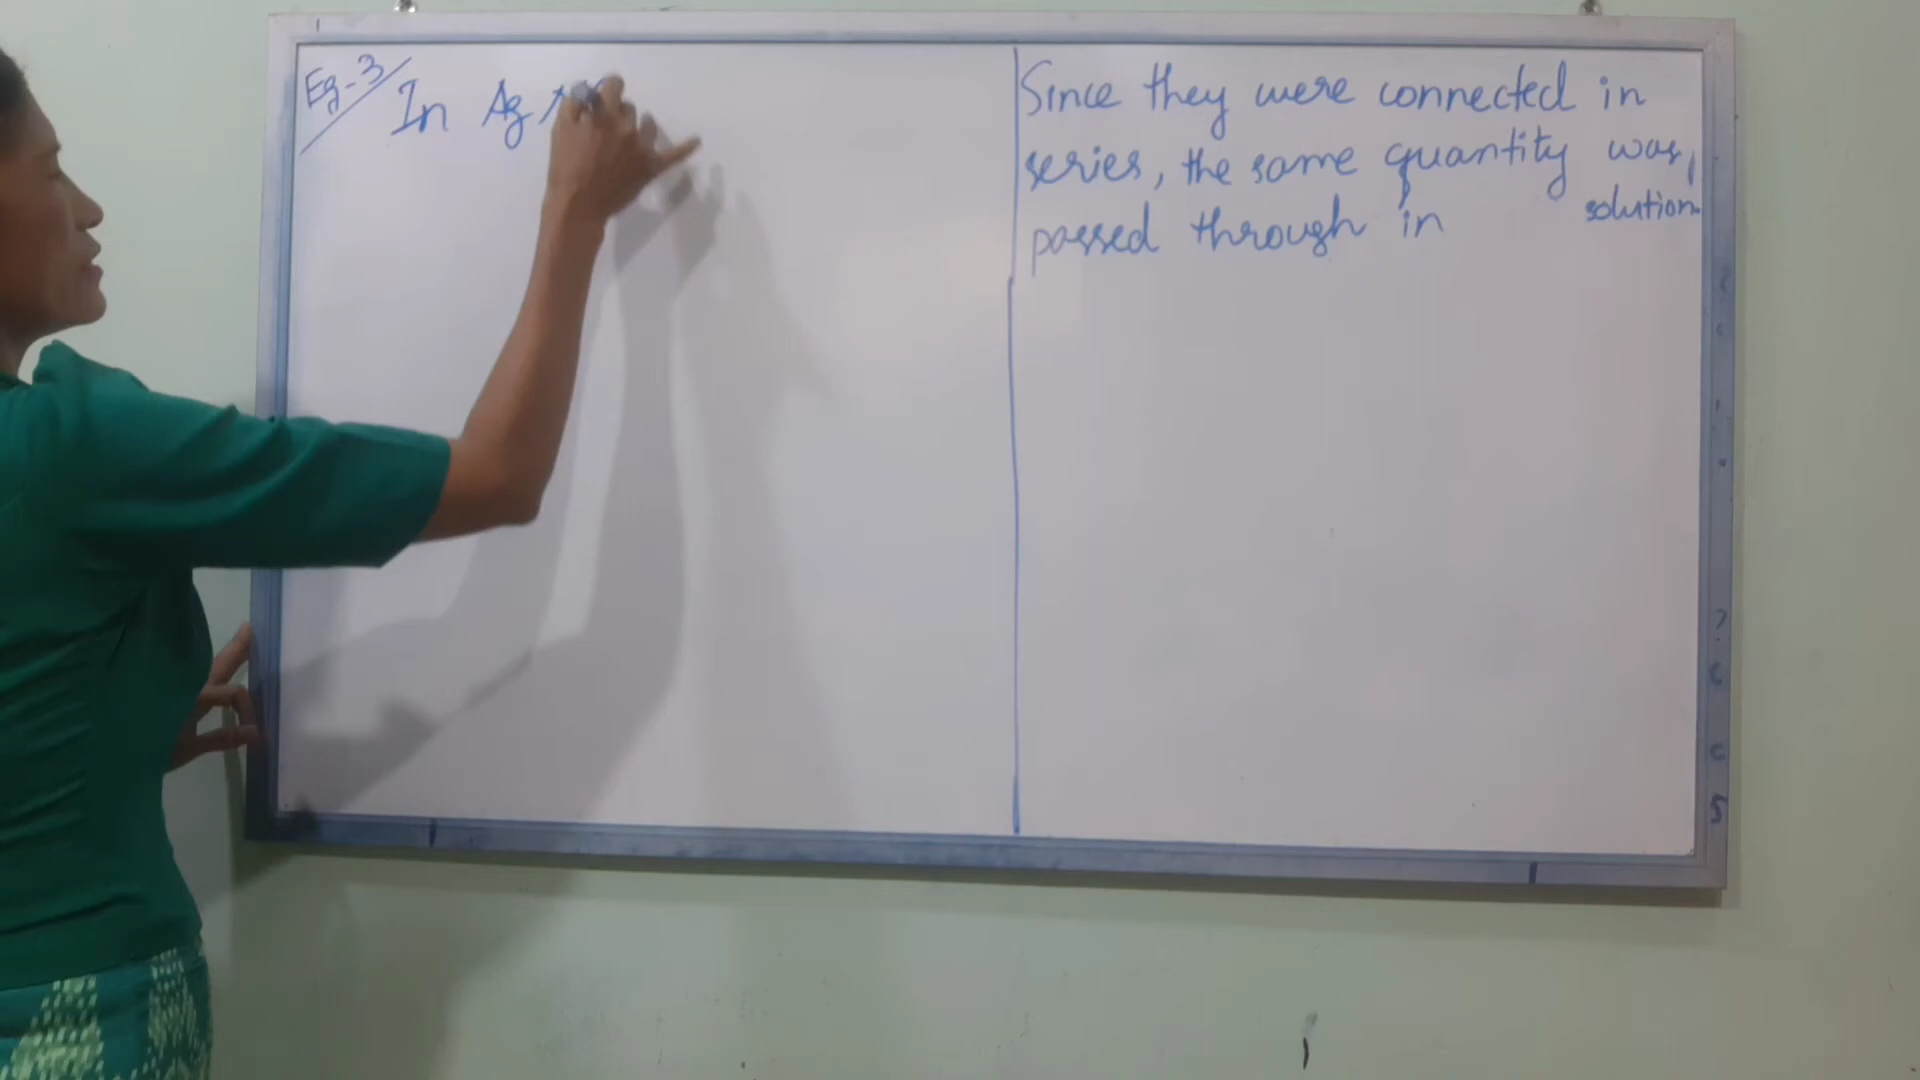 Eg-3
In Ag
Since they were connected in
series, the same quantity was
passed through in solution.